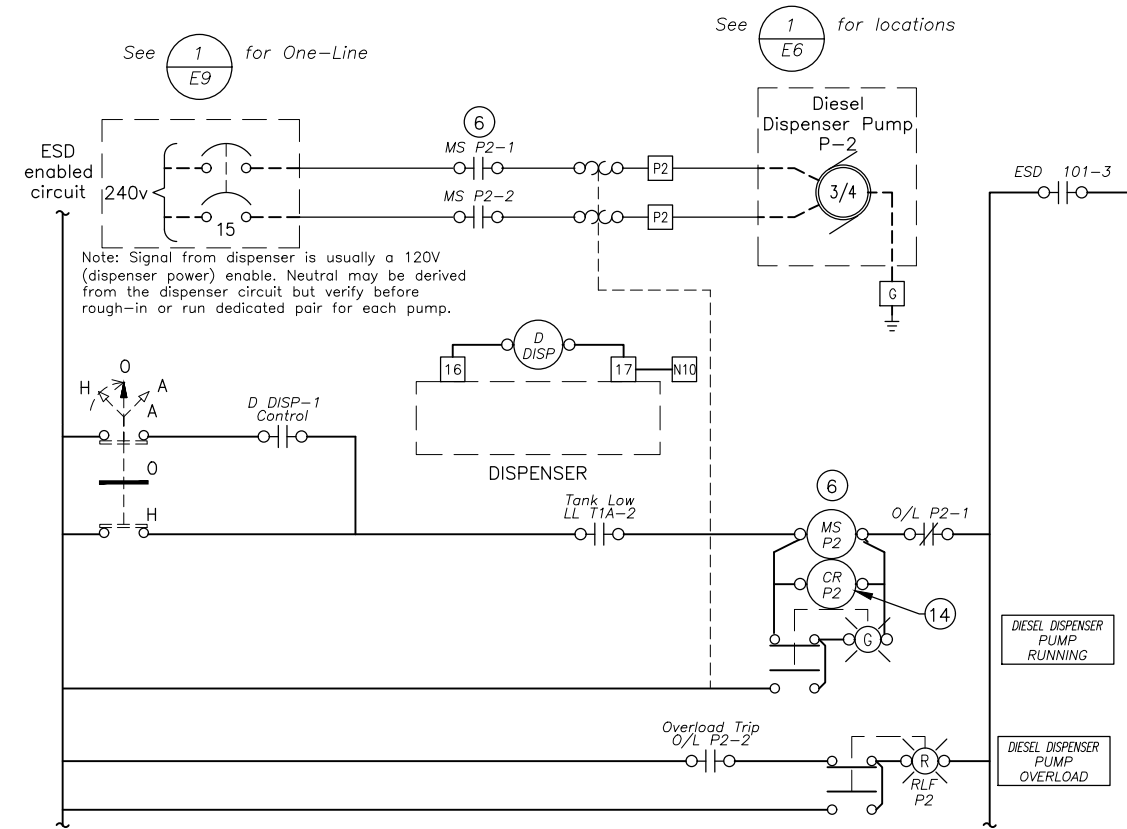 See 1 for One-Line
E9
See 1 for locations
E6
Diesel
Dispenser Pump
P-2
ESD
enabled
circuit
240v
15
6
MS P2-1
MS P2-2
P2
P2
3/4
G
ESD 101-3
Note: Signal from dispenser is usually a 120V
(dispenser power) enable. Neutral may be derived
from the dispenser circuit but verify before
rough-in or run dedicated pair for each pump.
D
DISP
16
17
N10
DISPENSER
O
H
A
A
O
H
D DISP-1
Control
Tank Low
LL T1A-2
6
MS
P2
O/L P2-1
CR
P2
14
G
DIESEL DISPENSER
PUMP
RUNNING
Overload Trip
O/L P2-2
R
RLF
P2
DIESEL DISPENSER
PUMP
OVERLOAD